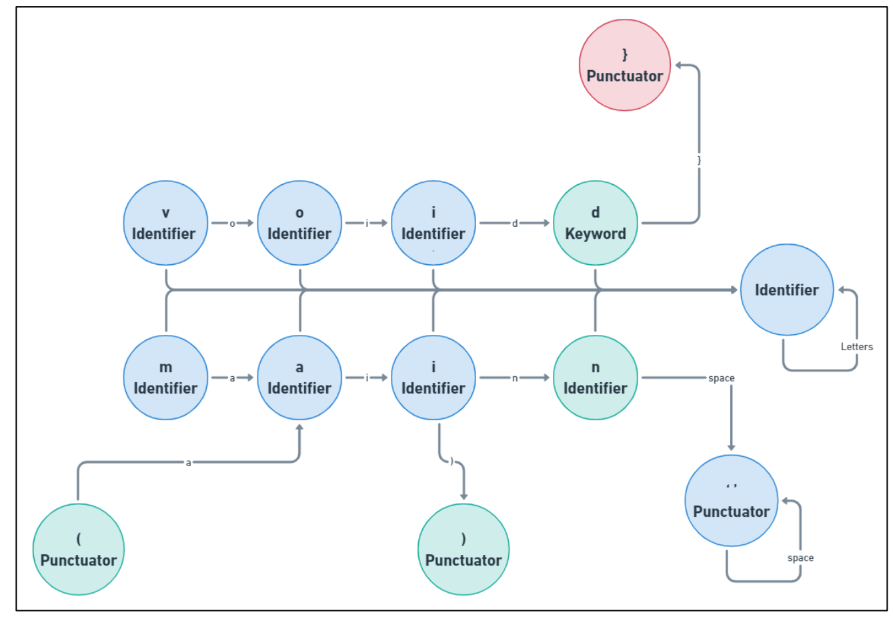 }
Punctuator
}
v
Identifier
o
o
Identifier
i
i
Identifier
d
d
Keyword
Identifier
Letters
m
Identifier
a
a
Identifier
i
i
Identifier
n
n
Identifier
space
a
)
‘ ’
Punctuator
space
(
Punctuator
)
Punctuator